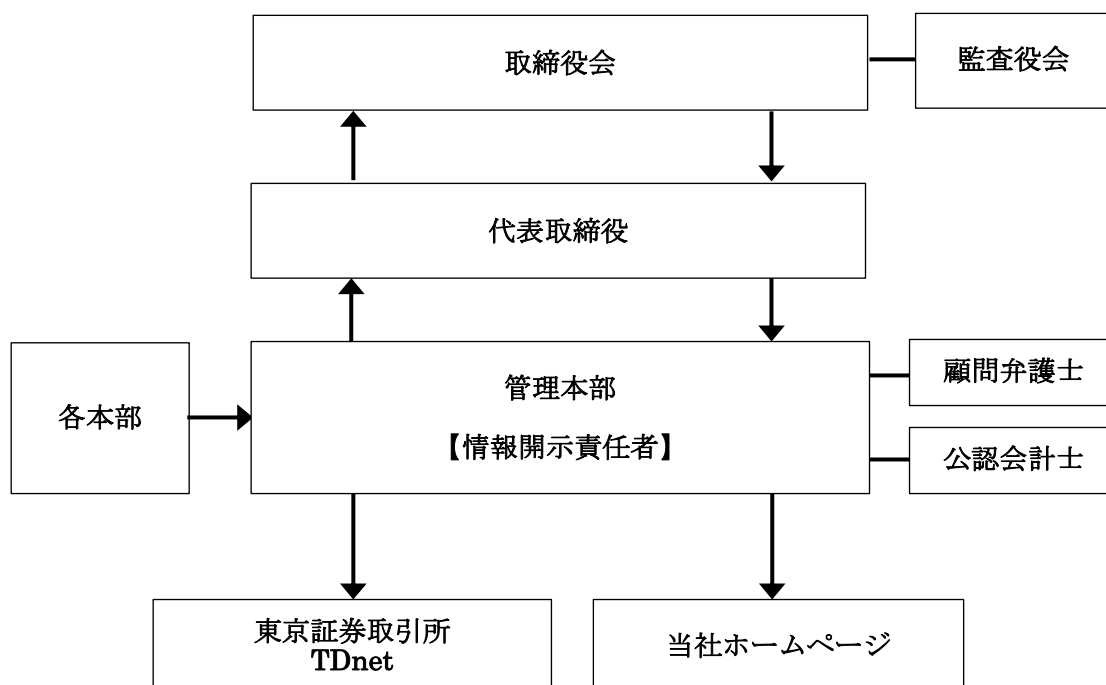 取締役会
監査役会
代表取締役
各本部
管理本部
【情報開示責任者】
顧問弁護士
公認会計士
東京証券取引所
TDnet
当社ホームページ